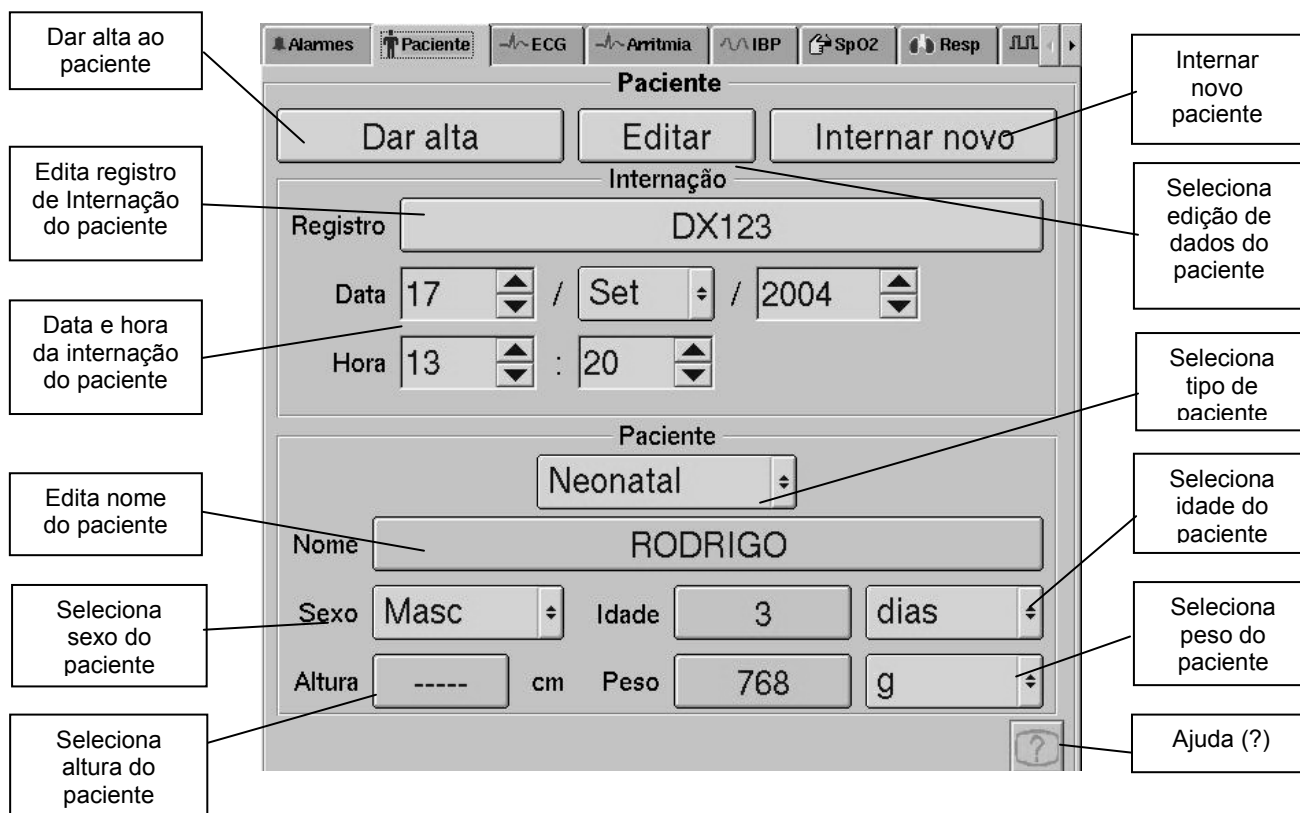 Dar alta ao
paciente
Edita registro
de Internação
do paciente
Data e hora
da internação
do paciente
Edita nome
do paciente
Seleciona
sexo do
paciente
Seleciona
altura do
paciente
Alarmes Paciente ECG Arritmia IBP SpO2 Resp
Paciente
Dar alta Editar Internar novo
Internação
Registro DX123
Data 17 / Set / 2004
Hora 13 : 20
Paciente
Neonatal
Nome RODRIGO
Sexo Masc Idade 3 dias
Altura ----- cm Peso 768 g
?
Internar
novo
paciente
Seleciona
edição de
dados do
paciente
Seleciona
tipo de
paciente
Seleciona
idade do
paciente
Seleciona
peso do
paciente
Ajuda (?)